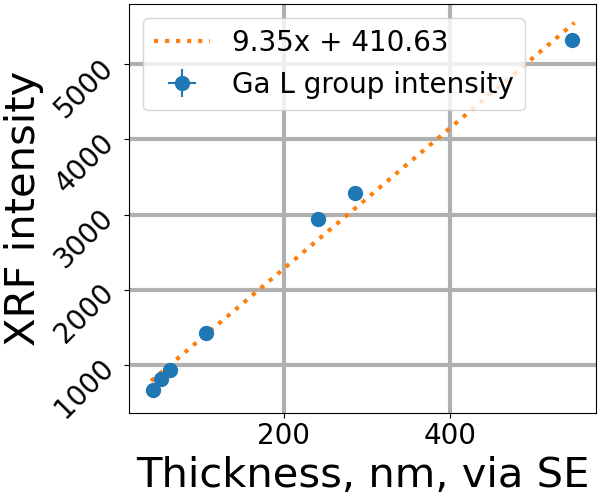 9.35x + 410.63
Ga L group intensity
XRF intensity
5000
4000
3000
2000
1000
200 400
Thickness, nm, via SE